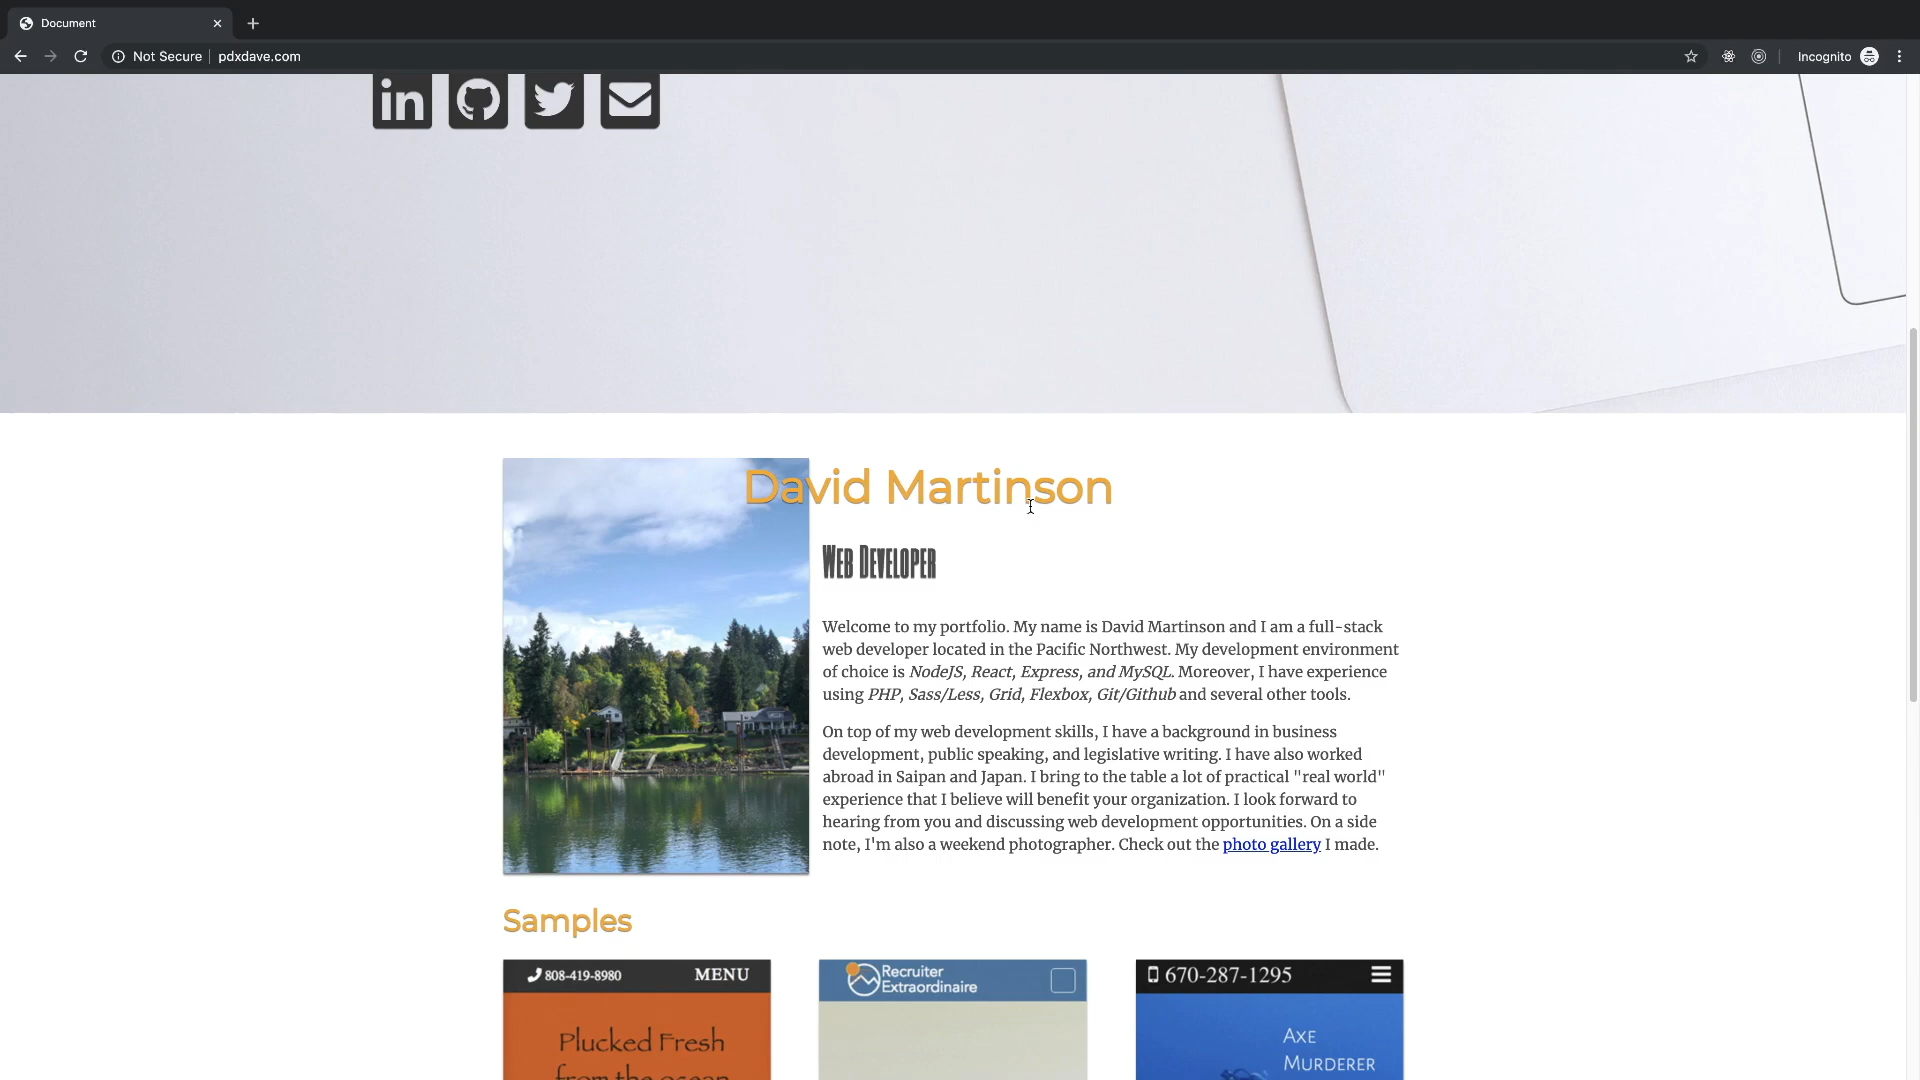 Document
Not Secure
pdxdave.com
Incognito
in
David Martinson
Web Developer
Welcome to my portfolio. My name is David Martinson and I am a full-stack
web developer located in the Pacific Northwest. My development environment
of choice is NodeJS, React, Express, and MySQL. Moreover, I have experience
using PHP, Sass/Less, Grid, Flexbox, Git/Github and several other tools.
On top of my web development skills, I have a background in business
development, public speaking, and legislative writing. I have also worked
abroad in Saipan and Japan. I bring to the table a lot of practical "real world"
experience that I believe will benefit your organization. I look forward to
hearing from you and discussing web development opportunities. On a side
note, I'm also a weekend photographer. Check out the photo gallery I made.
Samples
808-419-8980 MENU
Plucked Fresh
from the ocean
Recruiter
Extraordinaire
670-287-1295
Axe
Murderer